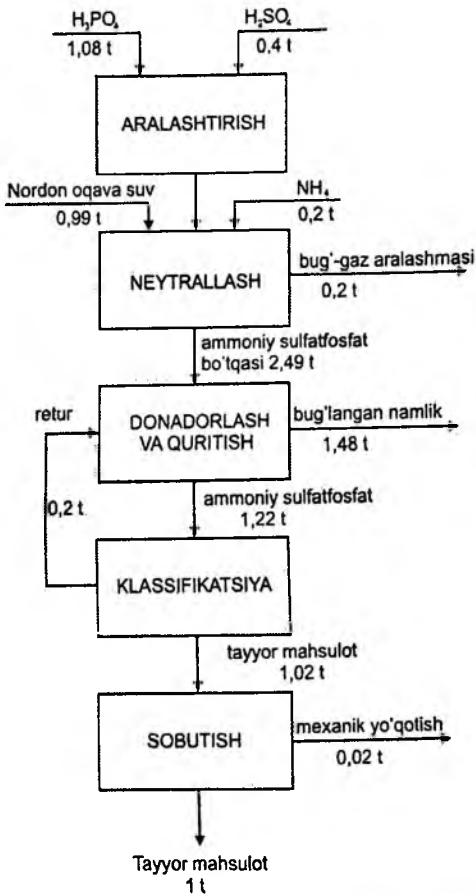 H₃PO₄
1,08 t
H₂SO₄
0,4 t
ARALASHTIRISH
Nordon oqava suv
0,99 t
NH₄
0,2 t
NEYTRALLASH
bug'-gaz aralashmasi
0,2 t
ammoniy sulfatfosfat
bo'tqasi 2,49 t
retur
0,2 t
DONADORLASH
VA QURITISH
bug'langan namlik
1,48 t
ammoniy sulfatfosfat
1,22 t
KLASSIFIKATSIYA
tayyor mahsulot
1,02 t
SOBUTISH
mexanik yo'qotish
0,02 t
Tayyor mahsulot
1 t